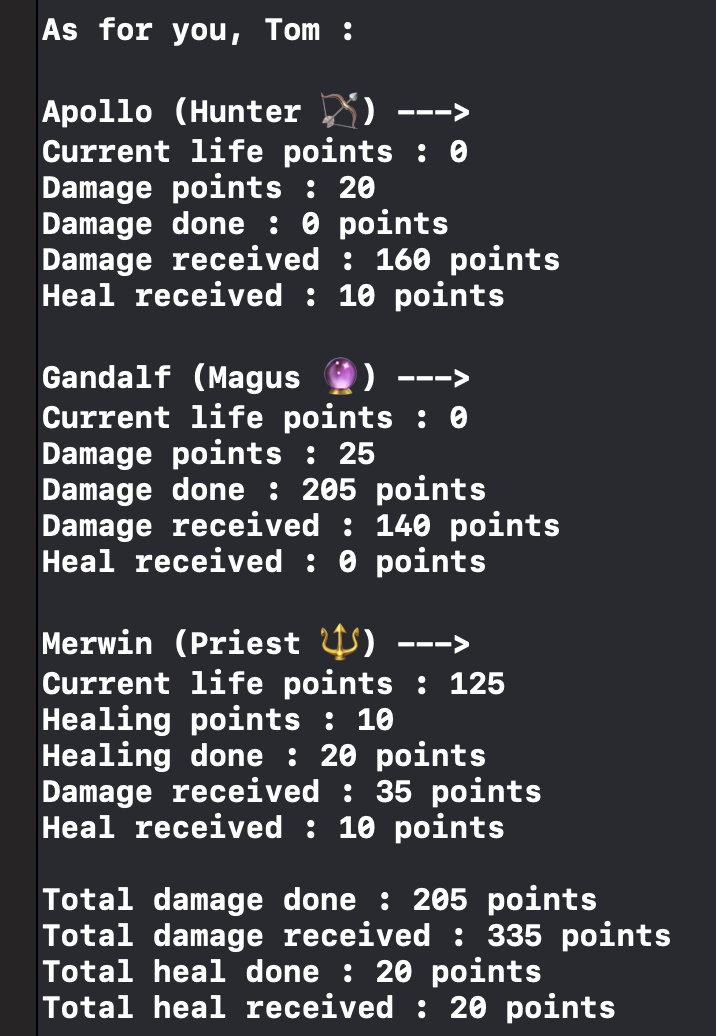 As for you, Tom :
Apollo (Hunter 🏹) --->
Current life points : 0
Damage points : 20
Damage done : 0 points
Damage received : 160 points
Heal received : 10 points
Gandalf (Magus 🔮) --->
Current life points : 0
Damage points : 25
Damage done : 205 points
Damage received : 140 points
Heal received : 0 points
Merwin (Priest 🔱) --->
Current life points : 125
Healing points : 10
Healing done : 20 points
Damage received : 35 points
Heal received : 10 points
Total damage done : 205 points
Total damage received : 335 points
Total heal done : 20 points
Total heal received : 20 points